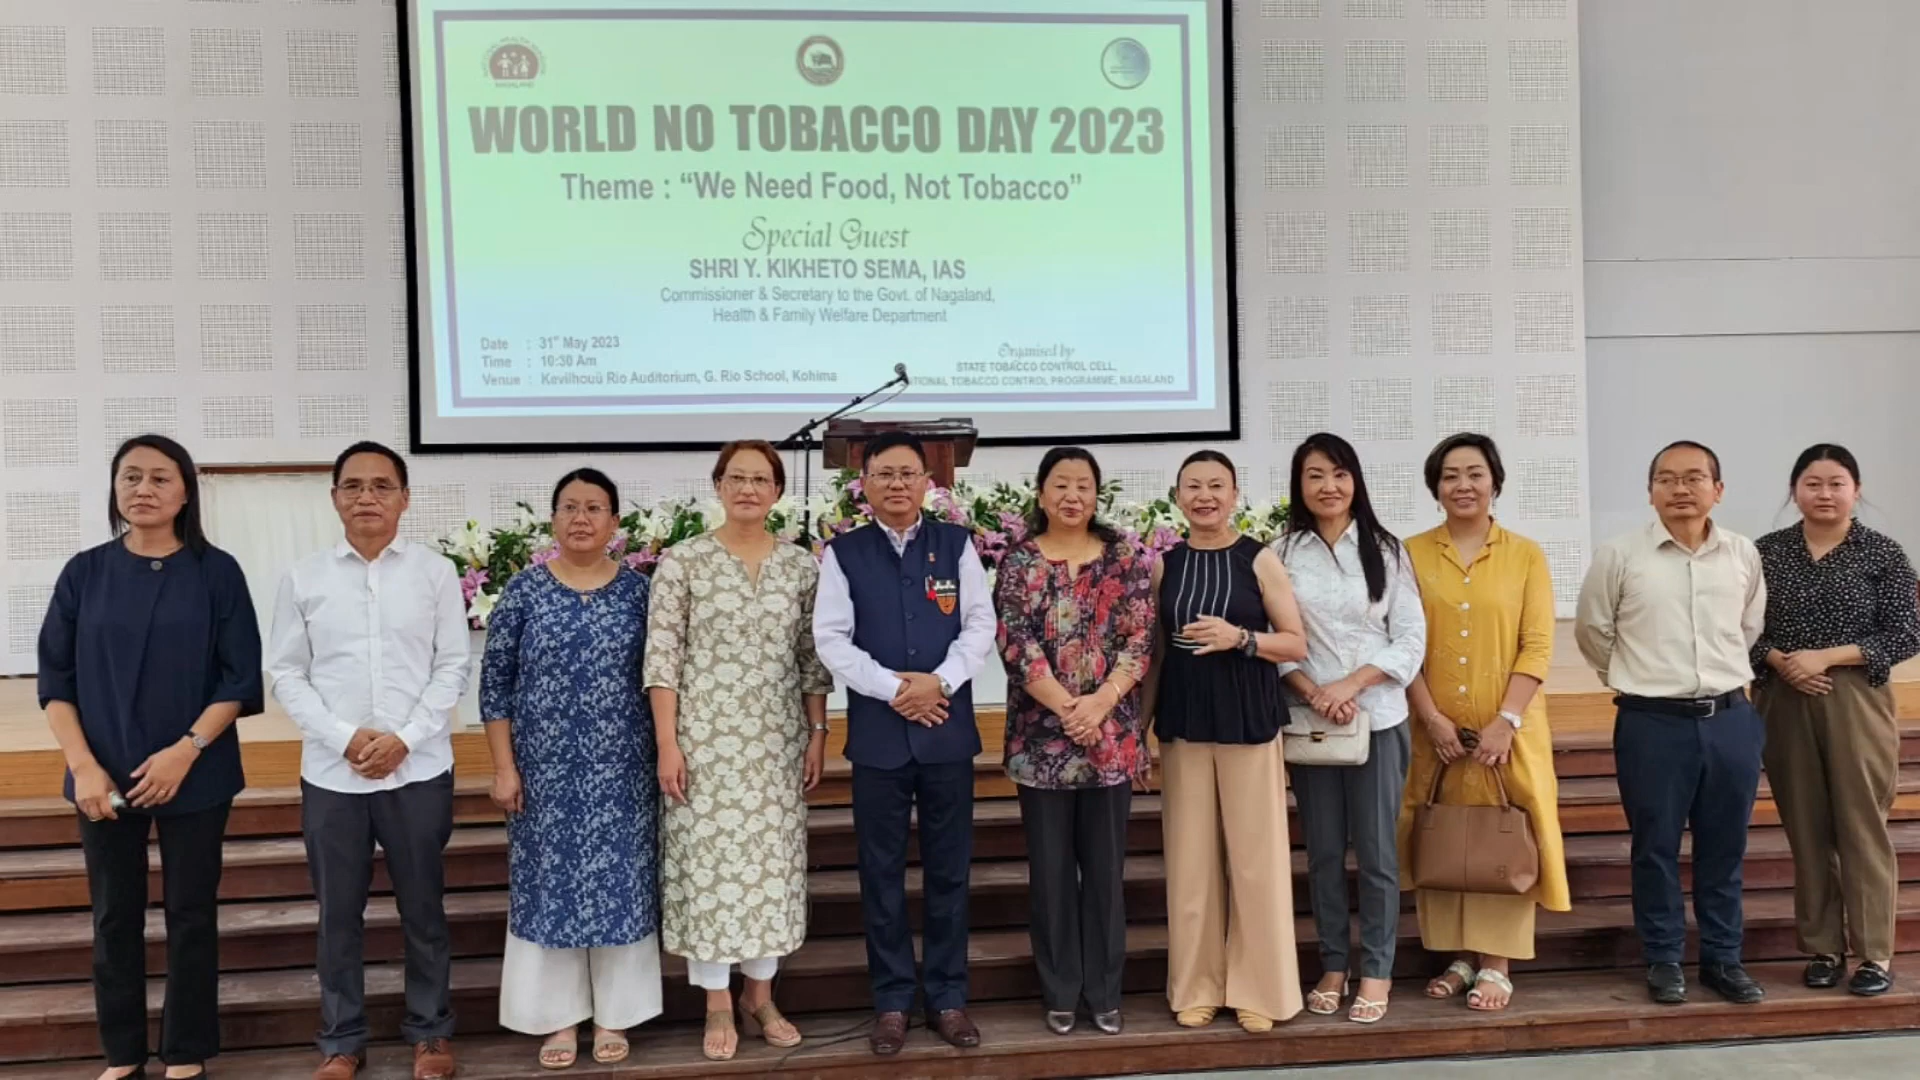 WORLD NO TOBACCO DAY 2023
Theme : “We Need Food, Not Tobacco”
Special Guest
SHRI Y. KIKHETO SEMA, IAS
Commissioner & Secretary to the Govt. of Nagaland,
Health & Family Welfare Department
Date : 31st May 2023
Time : 10:30 Am
Venue : Kevilhouü Rio Auditorium, G. Rio School, Kohima
Organised by
STATE TOBACCO CONTROL CELL,
TOBACCO CONTROL PROGRAMME, NAGALAND